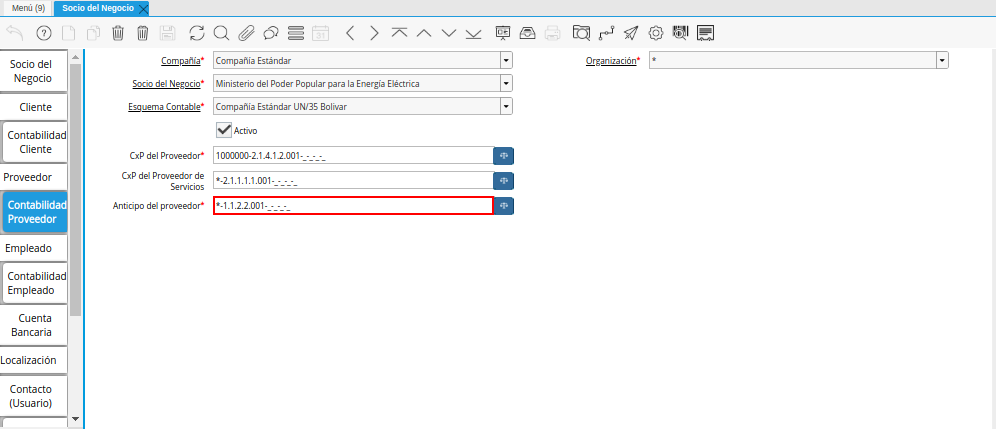 Menú (9)
Socio del Negocio
Socio del
Negocio
Cliente
Contabilidad
Cliente
Proveedor
Contabilidad
Proveedor
Empleado
Contabilidad
Empleado
Cuenta
Bancaria
Localización
Contacto
(Usuario)
Compañía* Compañía Estándar
Organización* *
Socio del Negocio* Ministerio del Poder Popular para la Energía Eléctrica
Esquema Contable* Compañía Estándar UN/35 Bolivar
Activo
CxP del Proveedor* 1000000-2.1.4.1.2.001-_-_-_-_
CxP del Proveedor de
Servicios
*-2.1.1.1.1.001-_-_-_-_
Anticipo del proveedor* *-1.1.2.2.001-_-_-_-_